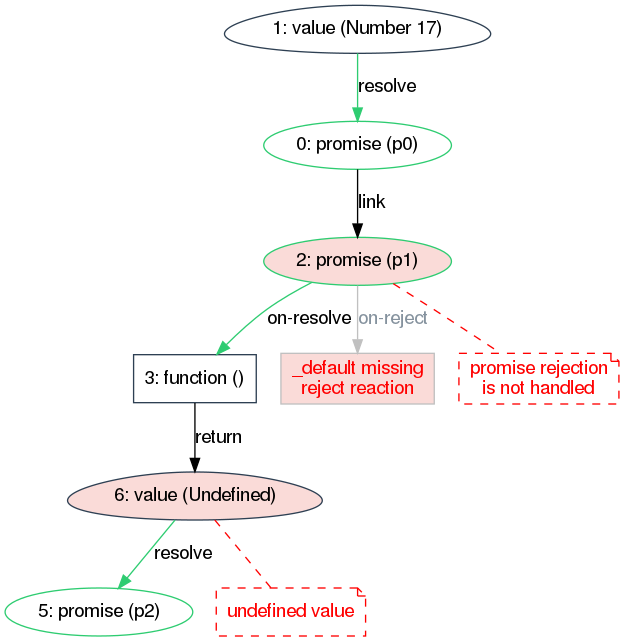 1: value (Number 17)
resolve
0: promise (p0)
link
2: promise (p1)
on-resolve
on-reject
3: function ()
_default missing
reject reaction
promise rejection
is not handled
return
6: value (Undefined)
resolve
5: promise (p2)
undefined value